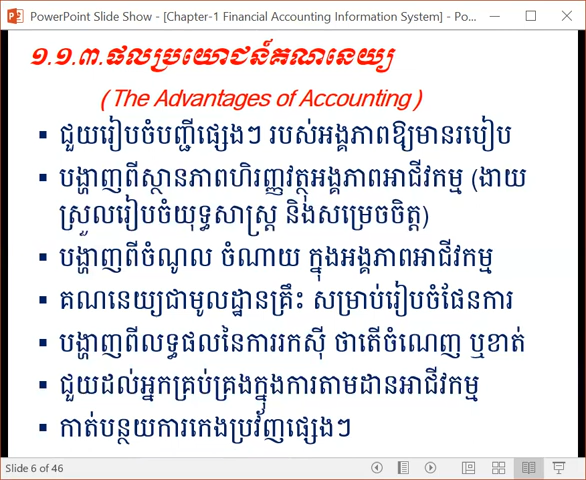 PowerPoint Slide Show - [Chapter-1 Financial Accounting Information System] - Po...
១.១.៣.ផលប្រយោជន៍គណនេយ្យ
(The Advantages of Accounting)
▪ ជួយរៀបចំបញ្ជីផ្សេងៗ របស់អង្គភាពឱ្យមានរបៀប
▪ បង្ហាញពីស្ថានភាពហិរញ្ញវត្ថុអង្គភាពអាជីវកម្ម (ងាយ
ស្រួលរៀបចំយុទ្ធសាស្ត្រ និងសម្រេចចិត្ត)
▪ បង្ហាញពីចំណូល ចំណាយ ក្នុងអង្គភាពអាជីវកម្ម
▪ គណនេយ្យជាមូលដ្ឋានគ្រឹះ សម្រាប់រៀបចំផែនការ
▪ បង្ហាញពីលទ្ធផលនៃការរកស៊ី ថាតើចំណេញ ឬខាត់
▪ ជួយដល់អ្នកគ្រប់គ្រងក្នុងការតាមដានអាជីវកម្ម
▪ កាត់បន្ថយការកេងប្រវ័ញ្ចផ្សេងៗ
Slide 6 of 46